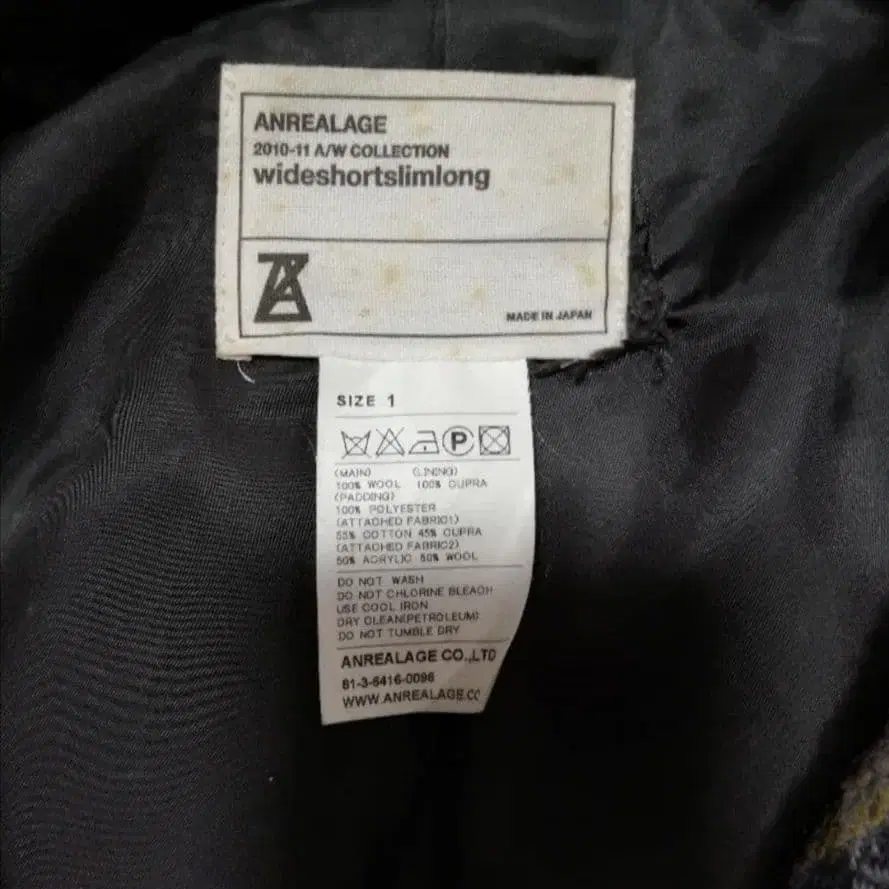 ANREALAGE
2010-11 A/W COLLECTION
wideshortslimlong
MADE IN JAPAN
SIZE 1
P
(MAIN) (LINING)
100% WOOL 100% CUPRA
(PADDING)
100% POLYESTER
(ATTACHED FABRIC1)
55% COTTON 45% CUPRA
(ATTACHED FABRIC2)
50% ACRYLIC 50% WOOL
DO NOT WASH
DO NOT CHLORINE BLEACH
USE COOL IRON
DRY CLEAN(PETROLEUM)
DO NOT TUMBLE DRY
ANREALAGE CO.,LTD
81-3-6416-0096
WWW.ANREALAGE.CO